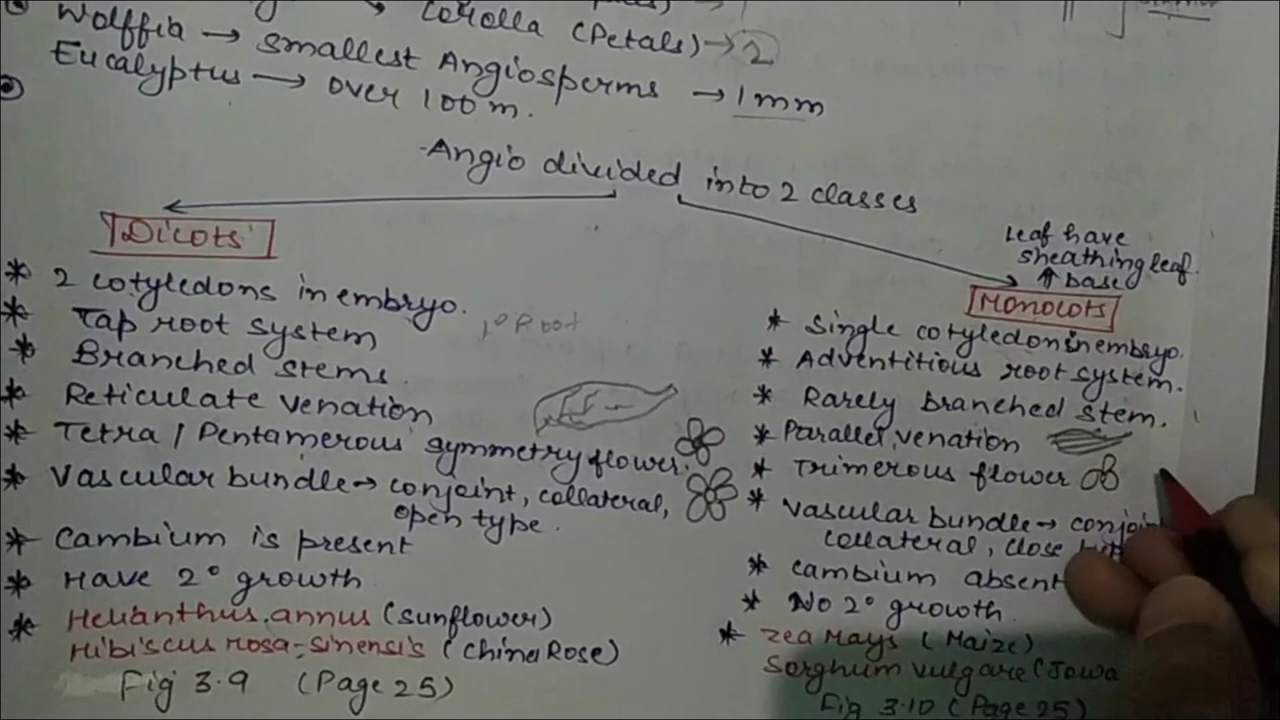 Corolla (Petals) → 2
Wolffia → smallest Angiosperms → 1mm
Eucalyptus → over 100m.
Angio divided into 2 classes
Dicots
* 2 cotyledons in embryo.
* Tap root system
* Branched stems.
* Reticulate venation
* Tetra / Pentamerous symmetry flower.
* Vascular bundle → conjoint, collateral,
open type.
* Cambium is present
* Have 2° growth
* Helianthus.annus (sunflower)
Hibiscus rosa-sinensis (China Rose)
Fig 3.9 (Page 25)
Leaf have
sheathing leaf
↑ base
Monocots
* Single cotyledon in embryo.
* Adventitious root system.
* Rarely branched stem.
* Parallel venation
* Trimerous flower
* Vascular bundle → conjoin
collateral, close
* Cambium absent
* No 2° growth.
* Zea Mays (Maize)
Sorghum vulgare (Jowa
Fig 3.10 (Page 25)